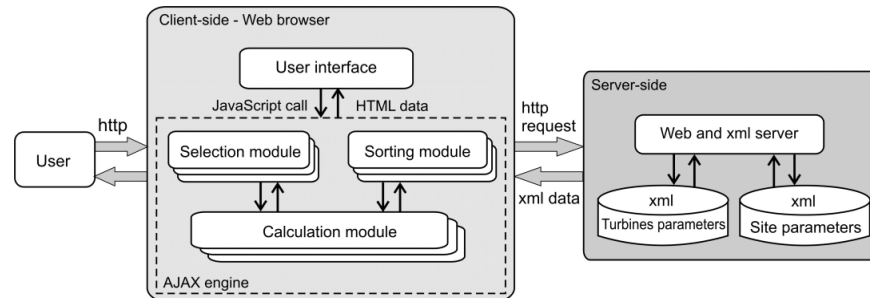 Client-side - Web browser
User interface
JavaScript call
HTML data
http
User
Selection module
Sorting module
Calculation module
AJAX engine
http
request
xml data
Server-side
Web and xml server
xml
Turbines parameters
xml
Site parameters